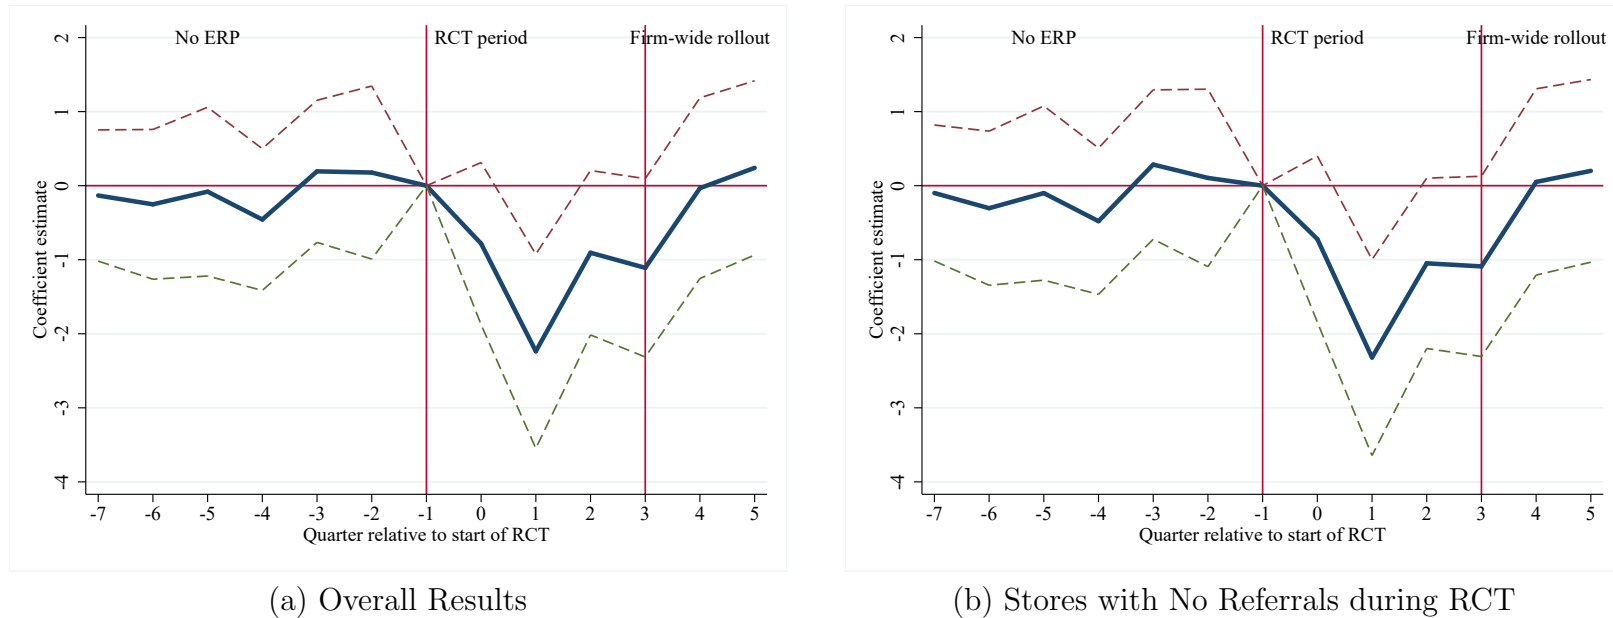 No ERP
RCT period
Firm-wide rollout
Coefficient estimate
2
1
0
-1
-2
-3
-4
-7 -6 -5 -4 -3 -2 -1 0 1 2 3 4 5
Quarter relative to start of RCT
(a) Overall Results
No ERP
RCT period
Firm-wide rollout
Coefficient estimate
2
1
0
-1
-2
-3
-4
-7 -6 -5 -4 -3 -2 -1 0 1 2 3 4 5
Quarter relative to start of RCT
(b) Stores with No Referrals during RCT